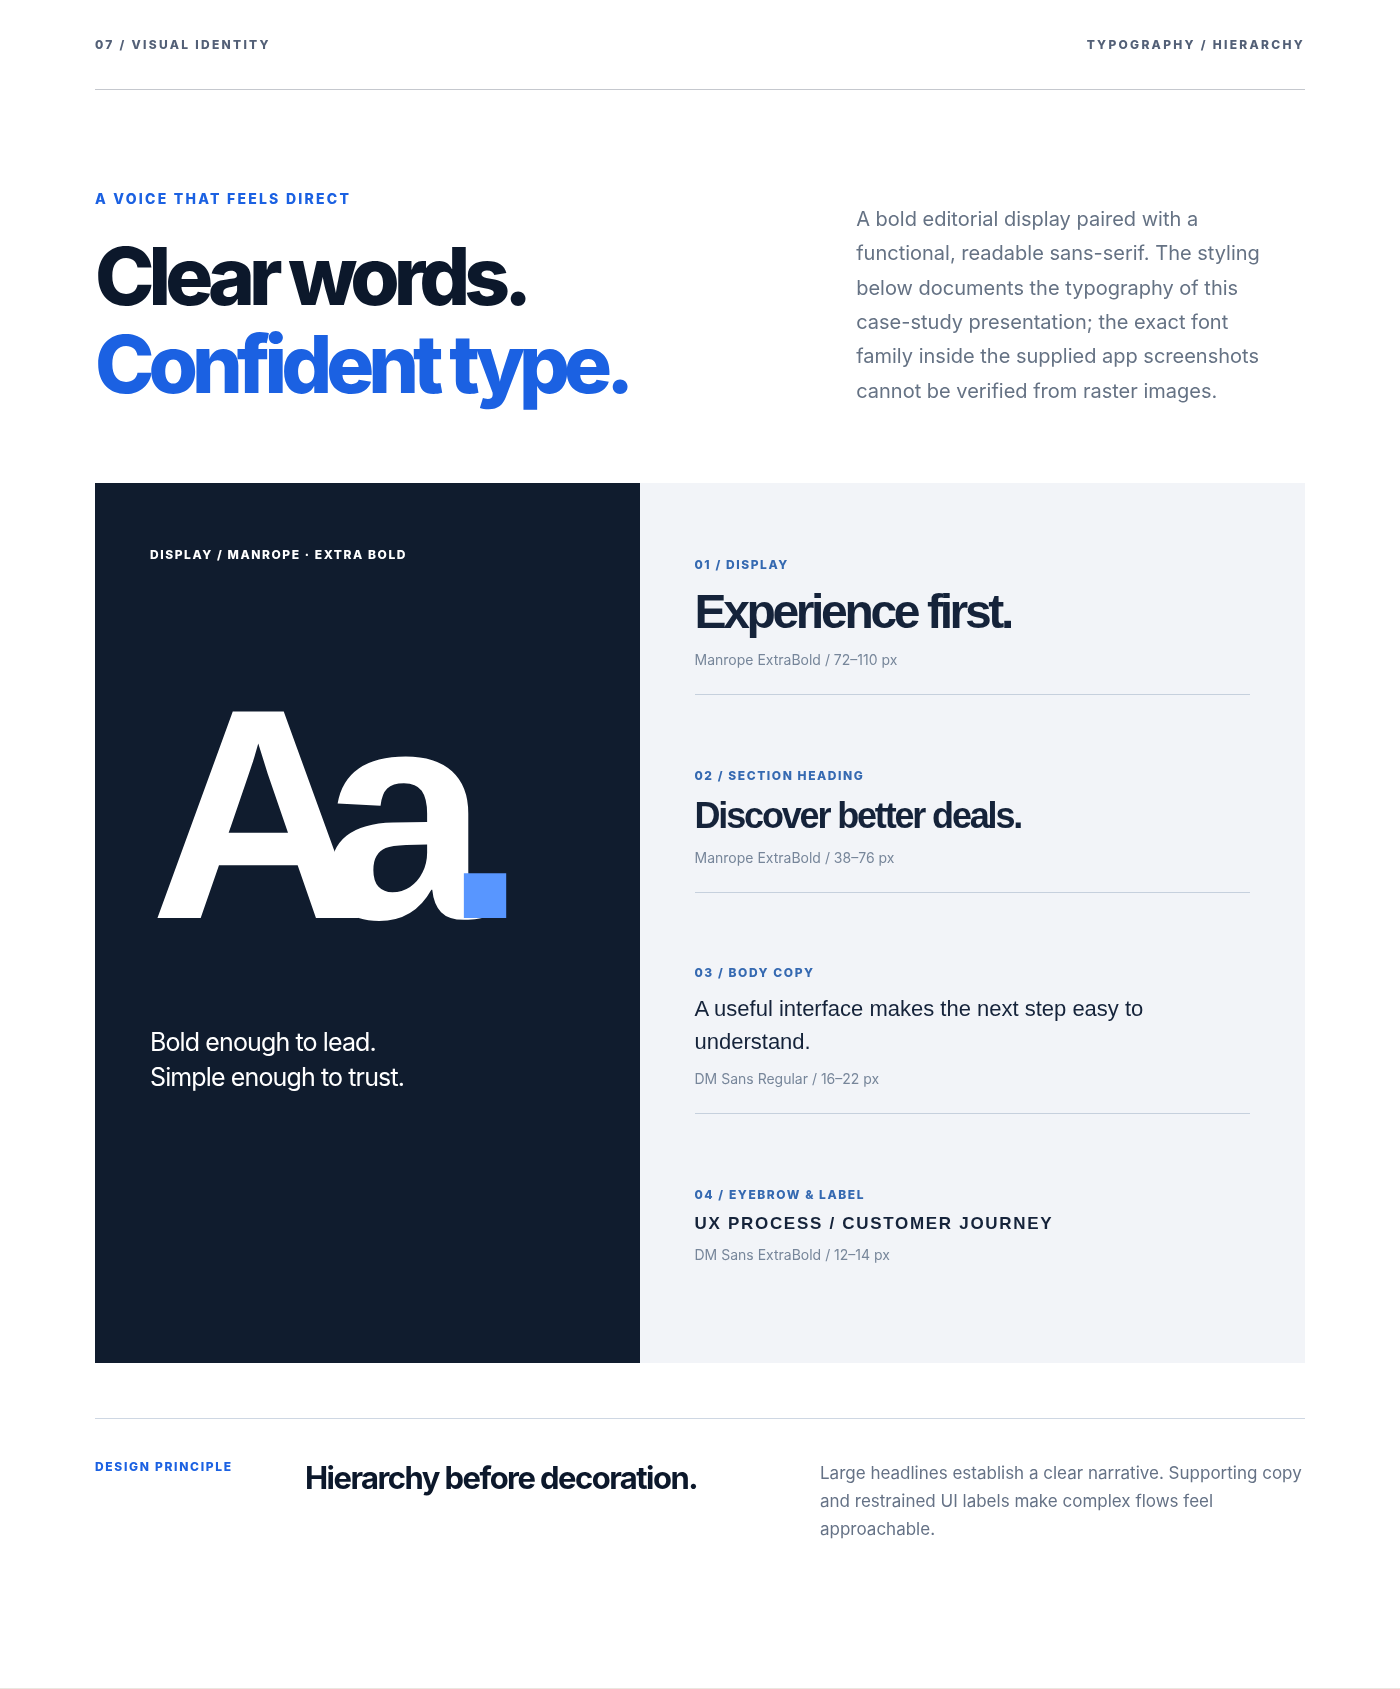 07 / VISUAL IDENTITY
TYPOGRAPHY / HIERARCHY
A VOICE THAT FEELS DIRECT
Clear words.
Confident type.
A bold editorial display paired with a
functional, readable sans-serif. The styling
below documents the typography of this
case-study presentation; the exact font
family inside the supplied app screenshots
cannot be verified from raster images.
DISPLAY / MANROPE · EXTRA BOLD
Aa.
Bold enough to lead.
Simple enough to trust.
01 / DISPLAY
Experience first.
Manrope ExtraBold / 72–110 px
02 / SECTION HEADING
Discover better deals.
Manrope ExtraBold / 38–76 px
03 / BODY COPY
A useful interface makes the next step easy to
understand.
DM Sans Regular / 16–22 px
04 / EYEBROW & LABEL
UX PROCESS / CUSTOMER JOURNEY
DM Sans ExtraBold / 12–14 px
DESIGN PRINCIPLE
Hierarchy before decoration.
Large headlines establish a clear narrative. Supporting copy
and restrained UI labels make complex flows feel
approachable.